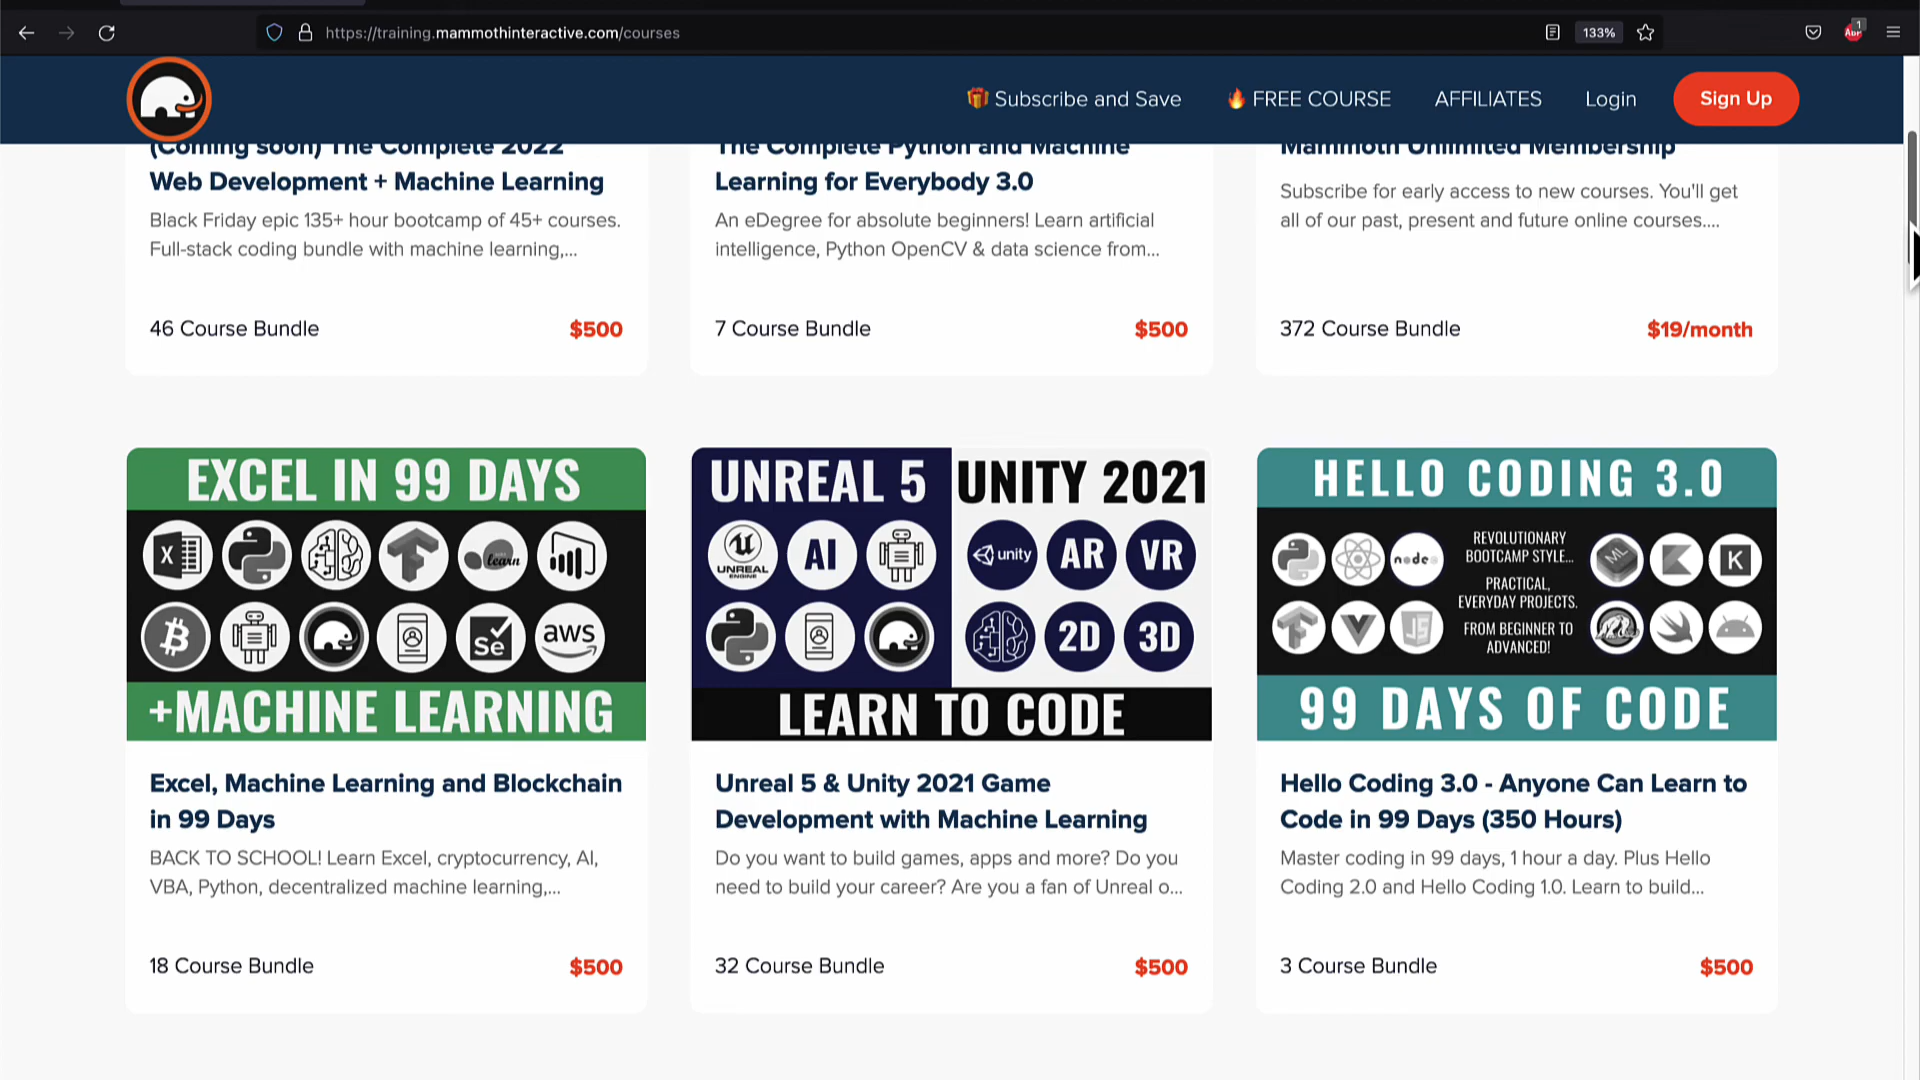 https://training.mammothinteractive.com/courses
133%
1
ABP
Subscribe and Save
FREE COURSE
AFFILIATES
Login
Sign Up
(Coming soon) The Complete 2022
Web Development + Machine Learning
Black Friday epic 135+ hour bootcamp of 45+ courses.
Full-stack coding bundle with machine learning,...
46 Course Bundle
$500
The Complete Python and Machine
Learning for Everybody 3.0
An eDegree for absolute beginners! Learn artificial
intelligence, Python OpenCV & data science from...
7 Course Bundle
$500
Mammoth Unlimited Membership
Subscribe for early access to new courses. You'll get
all of our past, present and future online courses....
372 Course Bundle
$19/month
EXCEL IN 99 DAYS
X
learn
Se
aws
+MACHINE LEARNING
Excel, Machine Learning and Blockchain
in 99 Days
BACK TO SCHOOL! Learn Excel, cryptocurrency, AI,
VBA, Python, decentralized machine learning,...
18 Course Bundle
$500
UNREAL 5
UNITY 2021
UNREAL
ENGINE
AI
unity
AR
VR
2D
3D
LEARN TO CODE
Unreal 5 & Unity 2021 Game
Development with Machine Learning
Do you want to build games, apps and more? Do you
need to build your career? Are you a fan of Unreal o...
32 Course Bundle
$500
HELLO CODING 3.0
node
JS
REVOLUTIONARY
BOOTCAMP STYLE...
PRACTICAL,
EVERYDAY PROJECTS.
FROM BEGINNER TO
ADVANCED!
ML
K
99 DAYS OF CODE
Hello Coding 3.0 - Anyone Can Learn to
Code in 99 Days (350 Hours)
Master coding in 99 days, 1 hour a day. Plus Hello
Coding 2.0 and Hello Coding 1.0. Learn to build...
3 Course Bundle
$500